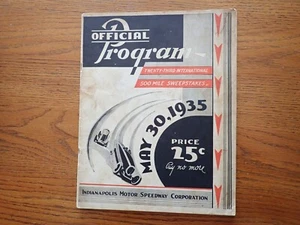 OFFICIAL
Program
TWENTY-THIRD INTERNATIONAL
500 MILE SWEEPSTAKES
MAY 30, 1935
PRICE
25¢
Pay no more
INDIANAPOLIS MOTOR SPEEDWAY CORPORATION